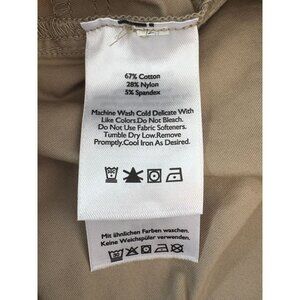 67% Cotton
28% Nylon
5% Spandex
Machine Wash Cold Delicate With
Like Colors.Do Not Bleach.
Do Not Use Fabric Softeners.
Tumble Dry Low.Remove
Promptly.Cool Iron As Desired.
Mit ähnlichen Farben waschen.
Keine Weichspüler verwenden.